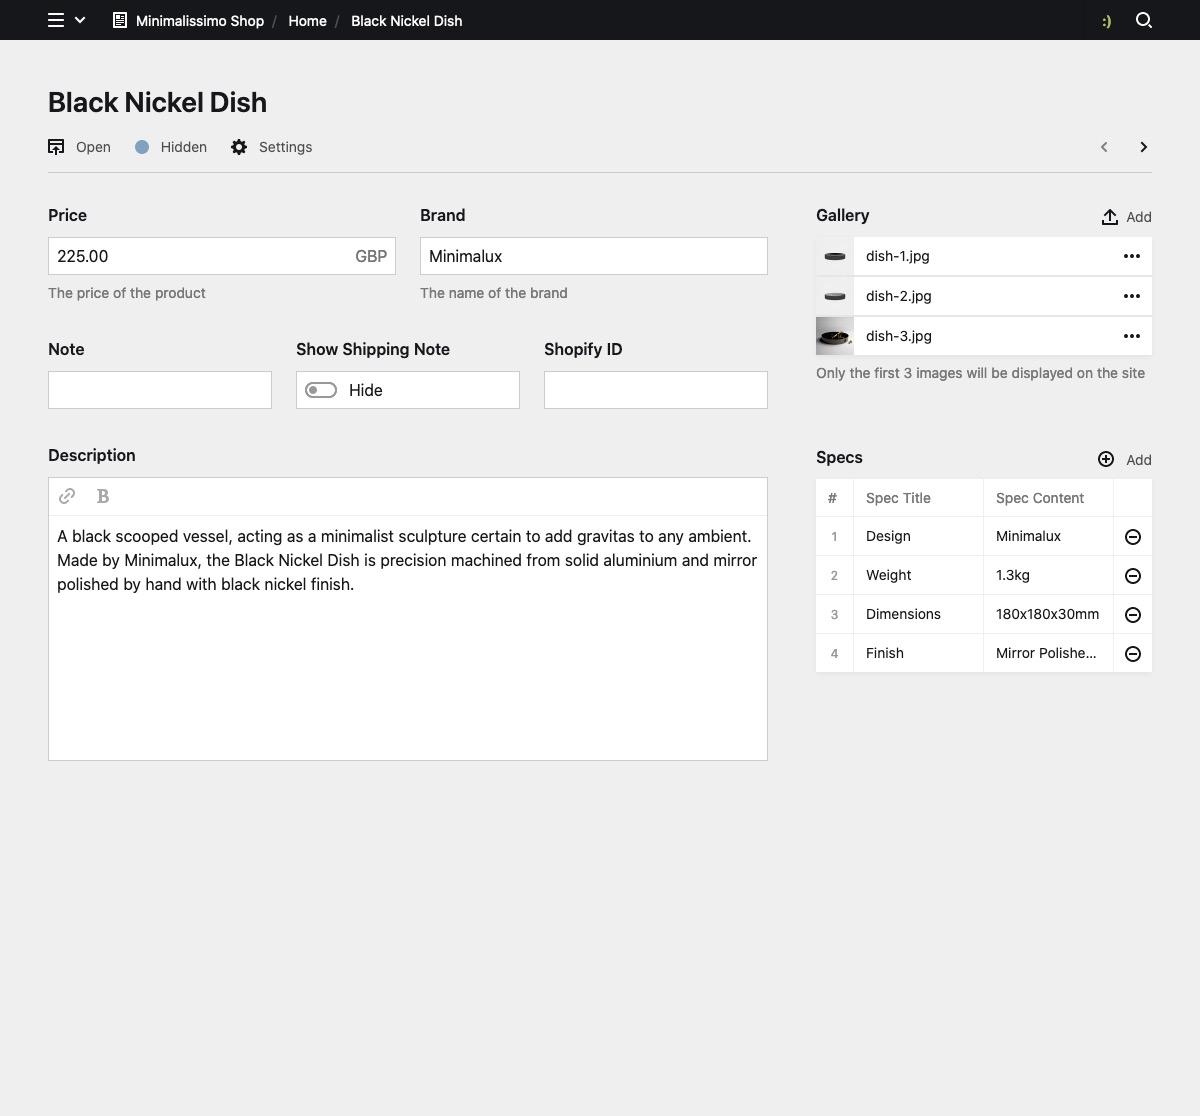 Minimalissimo Shop / Home / Black Nickel Dish :)
Black Nickel Dish
Open Hidden Settings
Price
225.00 GBP
The price of the product
Brand
Minimalux
The name of the brand
Note
Show Shipping Note
Hide
Shopify ID
Description
B
A black scooped vessel, acting as a minimalist sculpture certain to add gravitas to any ambient.
Made by Minimalux, the Black Nickel Dish is precision machined from solid aluminium and mirror
polished by hand with black nickel finish.
Gallery Add
dish-1.jpg
dish-2.jpg
dish-3.jpg
Only the first 3 images will be displayed on the site
Specs Add
# Spec Title Spec Content
1 Design Minimalux
2 Weight 1.3kg
3 Dimensions 180x180x30mm
4 Finish Mirror Polishe...